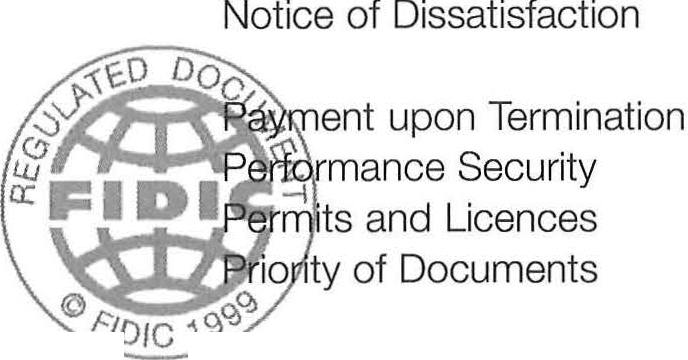 Notice of Dissatisfaction
Payment upon Termination
Performance Security
Permits and Licences
Priority of Documents
REGULATED DOCUMENT
FIDIC
© FIDIC 1999